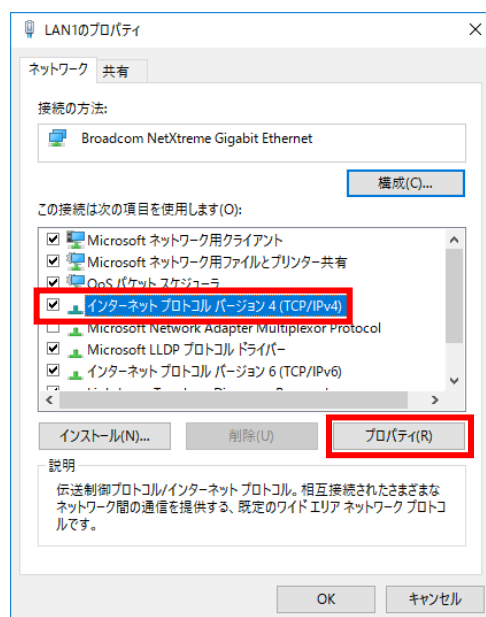 LAN1のプロパティ
ネットワーク 共有
接続の方法:
Broadcom NetXtreme Gigabit Ethernet
構成(C)...
この接続は次の項目を使用します(O):
Microsoft ネットワーク用クライアント
Microsoft ネットワーク用ファイルとプリンター共有
QoS パケット スケジューラ
インターネット プロトコル バージョン 4 (TCP/IPv4)
Microsoft Network Adapter Multiplexor Protocol
Microsoft LLDP プロトコル ドライバー
インターネット プロトコル バージョン 6 (TCP/IPv6)
インストール(N)... 削除(U) プロパティ(R)
説明
伝送制御プロトコル/インターネット プロトコル。相互接続されたさまざまな
ネットワーク間の通信を提供する、既定のワイド エリア ネットワーク プロトコ
ルです。
OK キャンセル